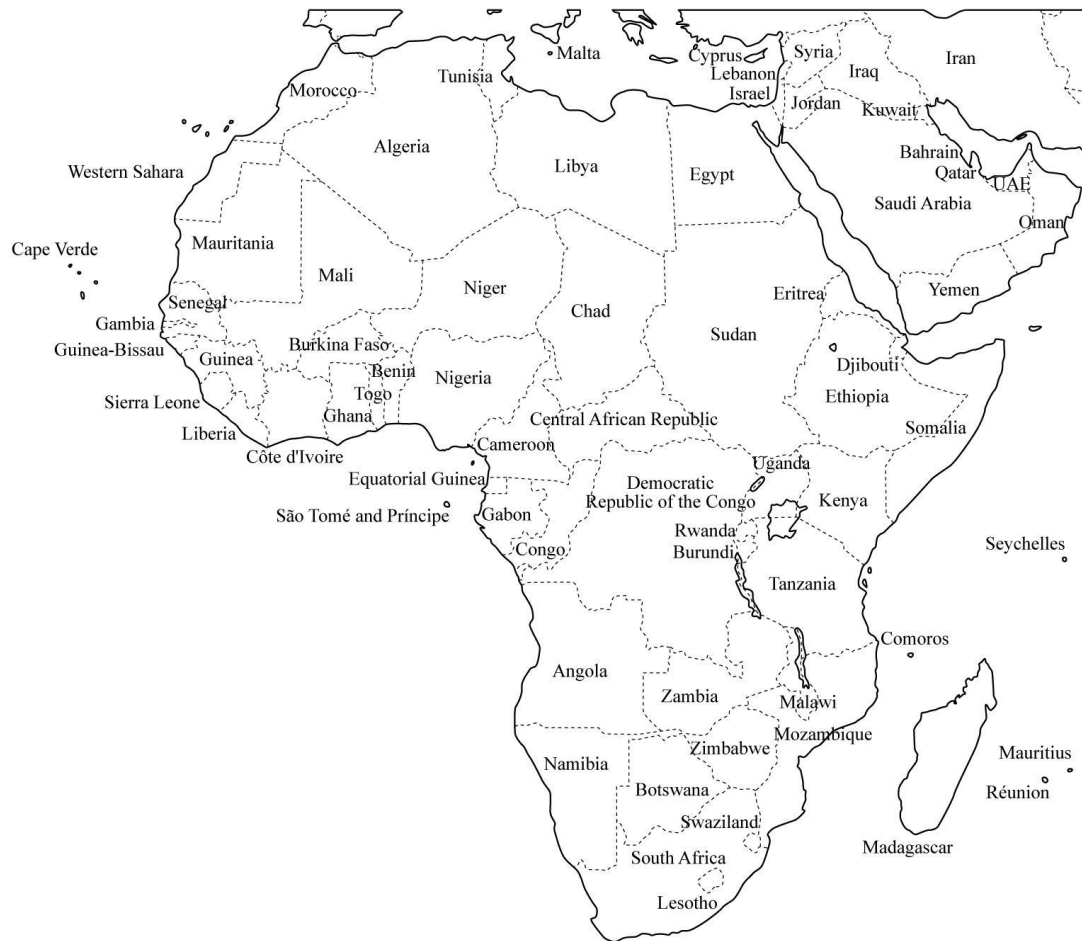 Malta
Cyprus
Syria
Iran
Lebanon
Iraq
Tunisia
Israel
Morocco
Jordan
Kuwait
Algeria
Bahrain
Libya
Egypt
Qatar
Western Sahara
UAE
Saudi Arabia
Oman
Mauritania
Cape Verde
Mali
Niger
Yemen
Eritrea
Senegal
Chad
Gambia
Sudan
Burkina Faso
Guinea-Bissau
Guinea
Djibouti
Benin
Nigeria
Togo
Ethiopia
Sierra Leone
Ghana
Central African Republic
Somalia
Liberia
Cameroon
Côte d'Ivoire
Uganda
Equatorial Guinea
Democratic
Republic of the Congo
Kenya
São Tomé and Príncipe
Gabon
Rwanda
Seychelles
Congo
Burundi
Tanzania
Comoros
Angola
Zambia
Malawi
Mozambique
Zimbabwe
Mauritius
Namibia
Botswana
Réunion
Swaziland
Madagascar
South Africa
Lesotho